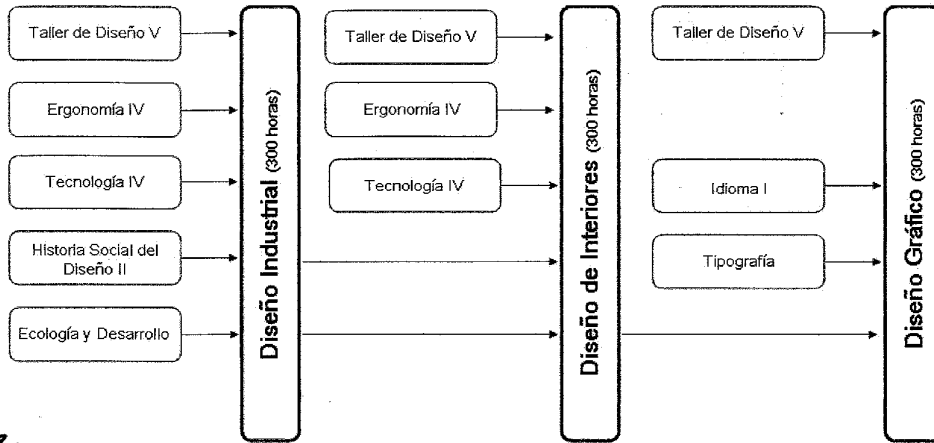 Taller de Diseño V
Ergonomía IV
Tecnología IV
Historia Social del
Diseño II
Ecología y Desarrollo
Diseño Industrial (300 horas)
Taller de Diseño V
Ergonomía IV
Tecnología IV
Diseño de Interiores (300 horas)
Taller de Diseño V
Idioma I
Tipografía
Diseño Gráfico (300 horas)